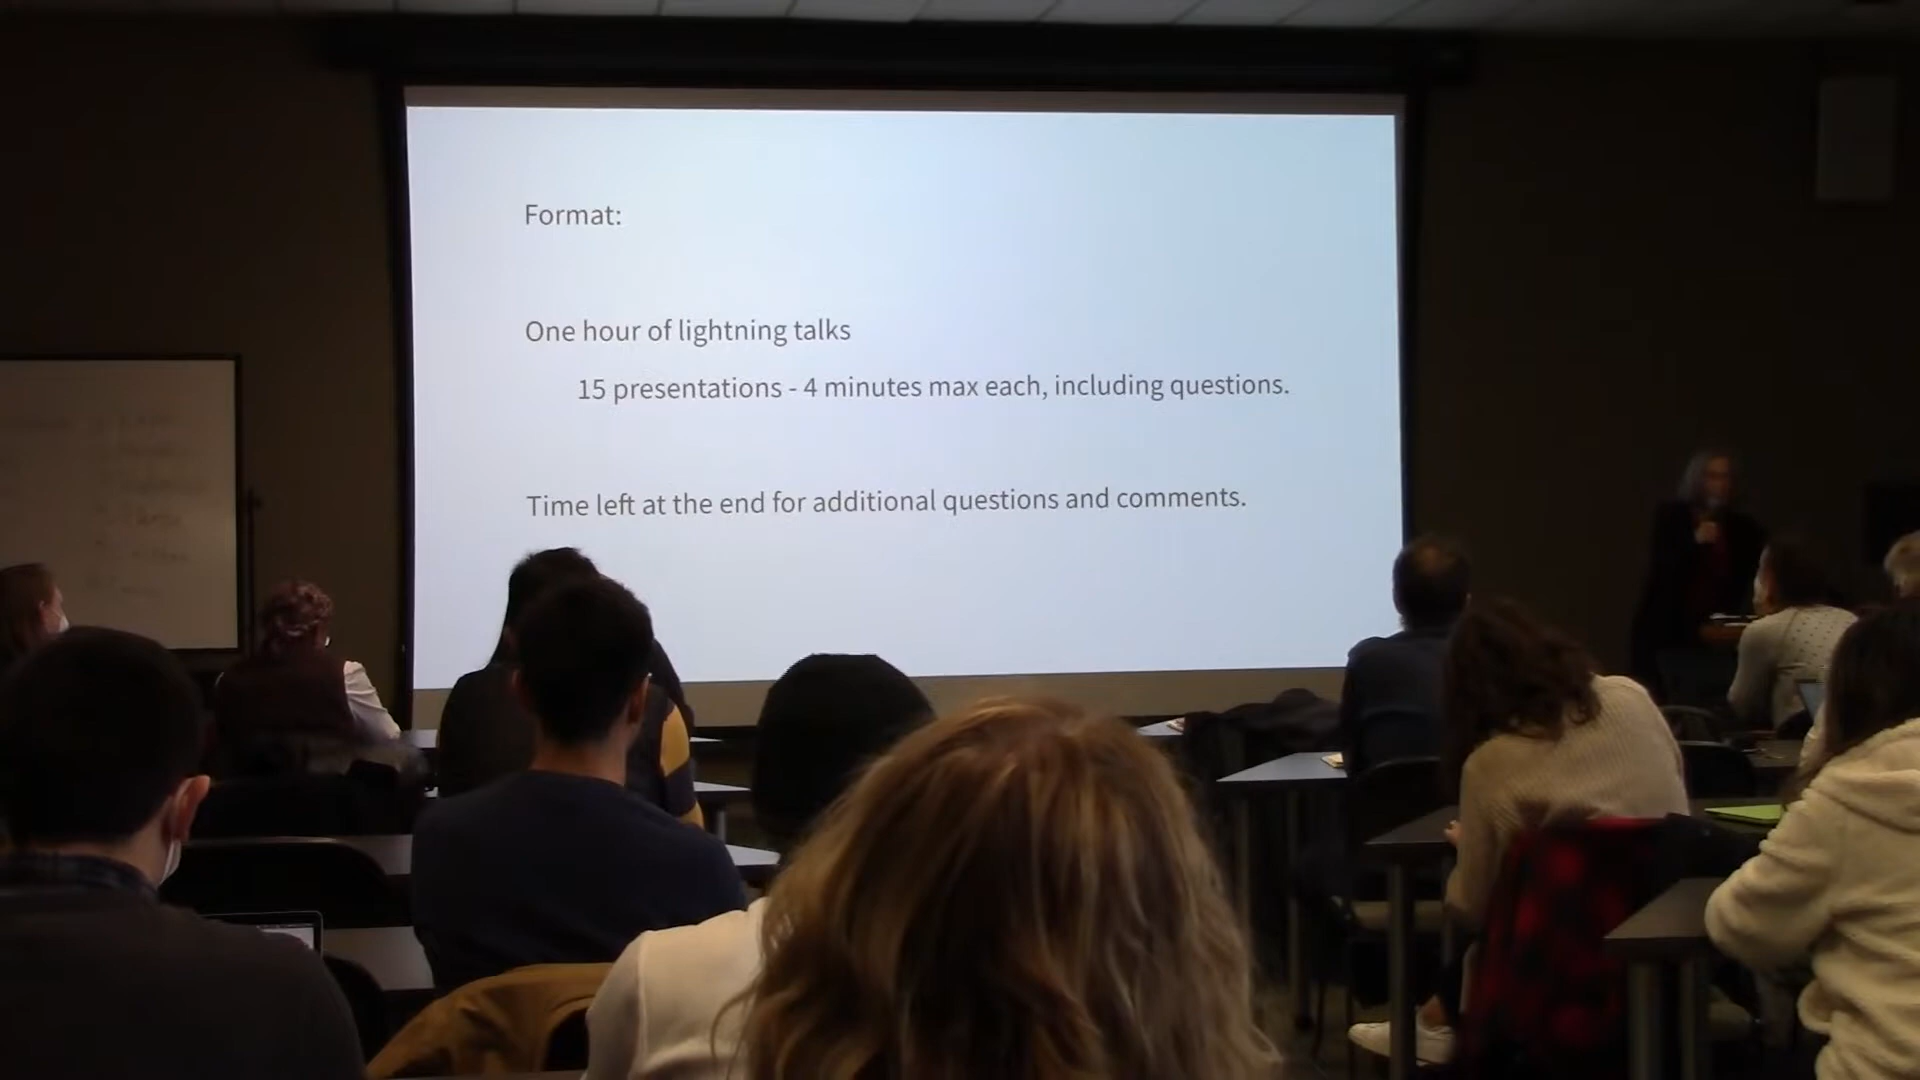 Format:
One hour of lightning talks
15 presentations - 4 minutes max each, including questions.
Time left at the end for additional questions and comments.